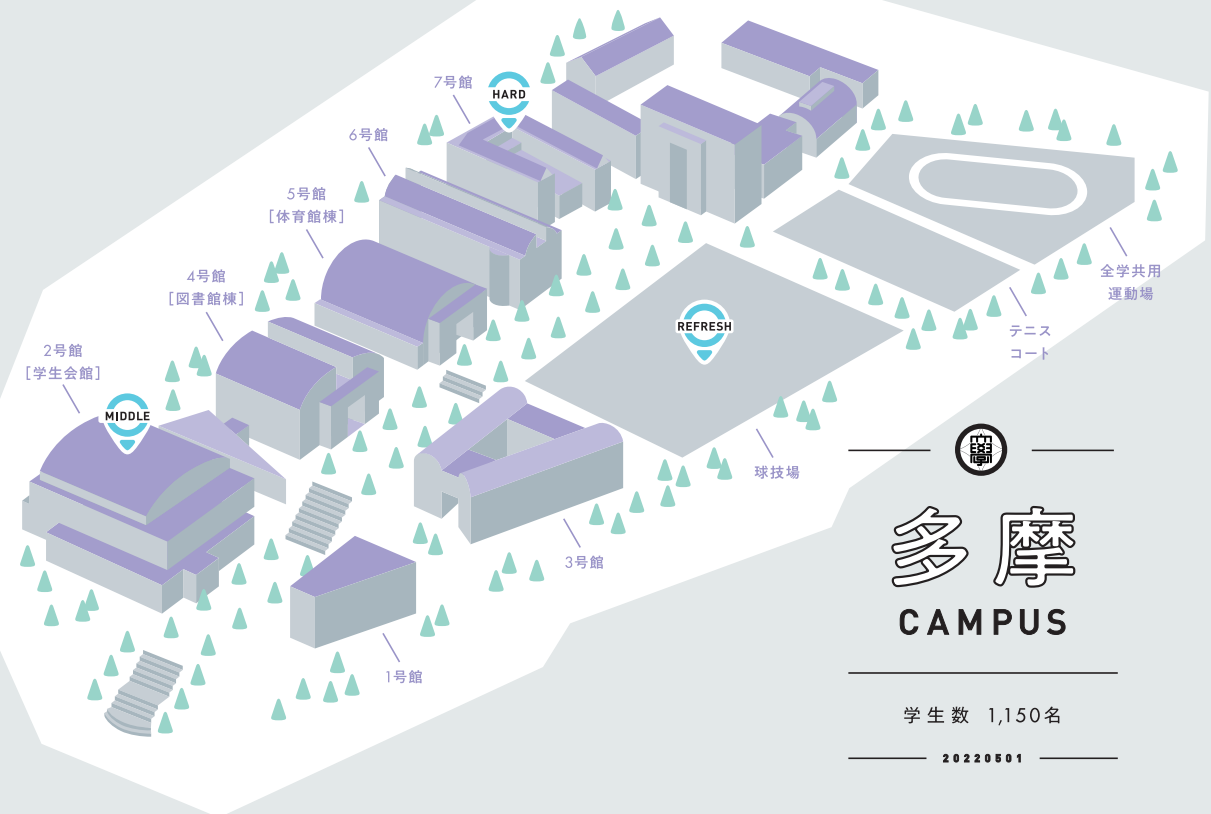 7号館
HARD
6号館
5号館
[体育館棟]
4号館
[図書館棟]
全学共用
運動場
テニス
コート
REFRESH
2号館
[学生会館]
MIDDLE
球技場
3号館
1号館
多摩
CAMPUS
学生数 1,150名
20220501